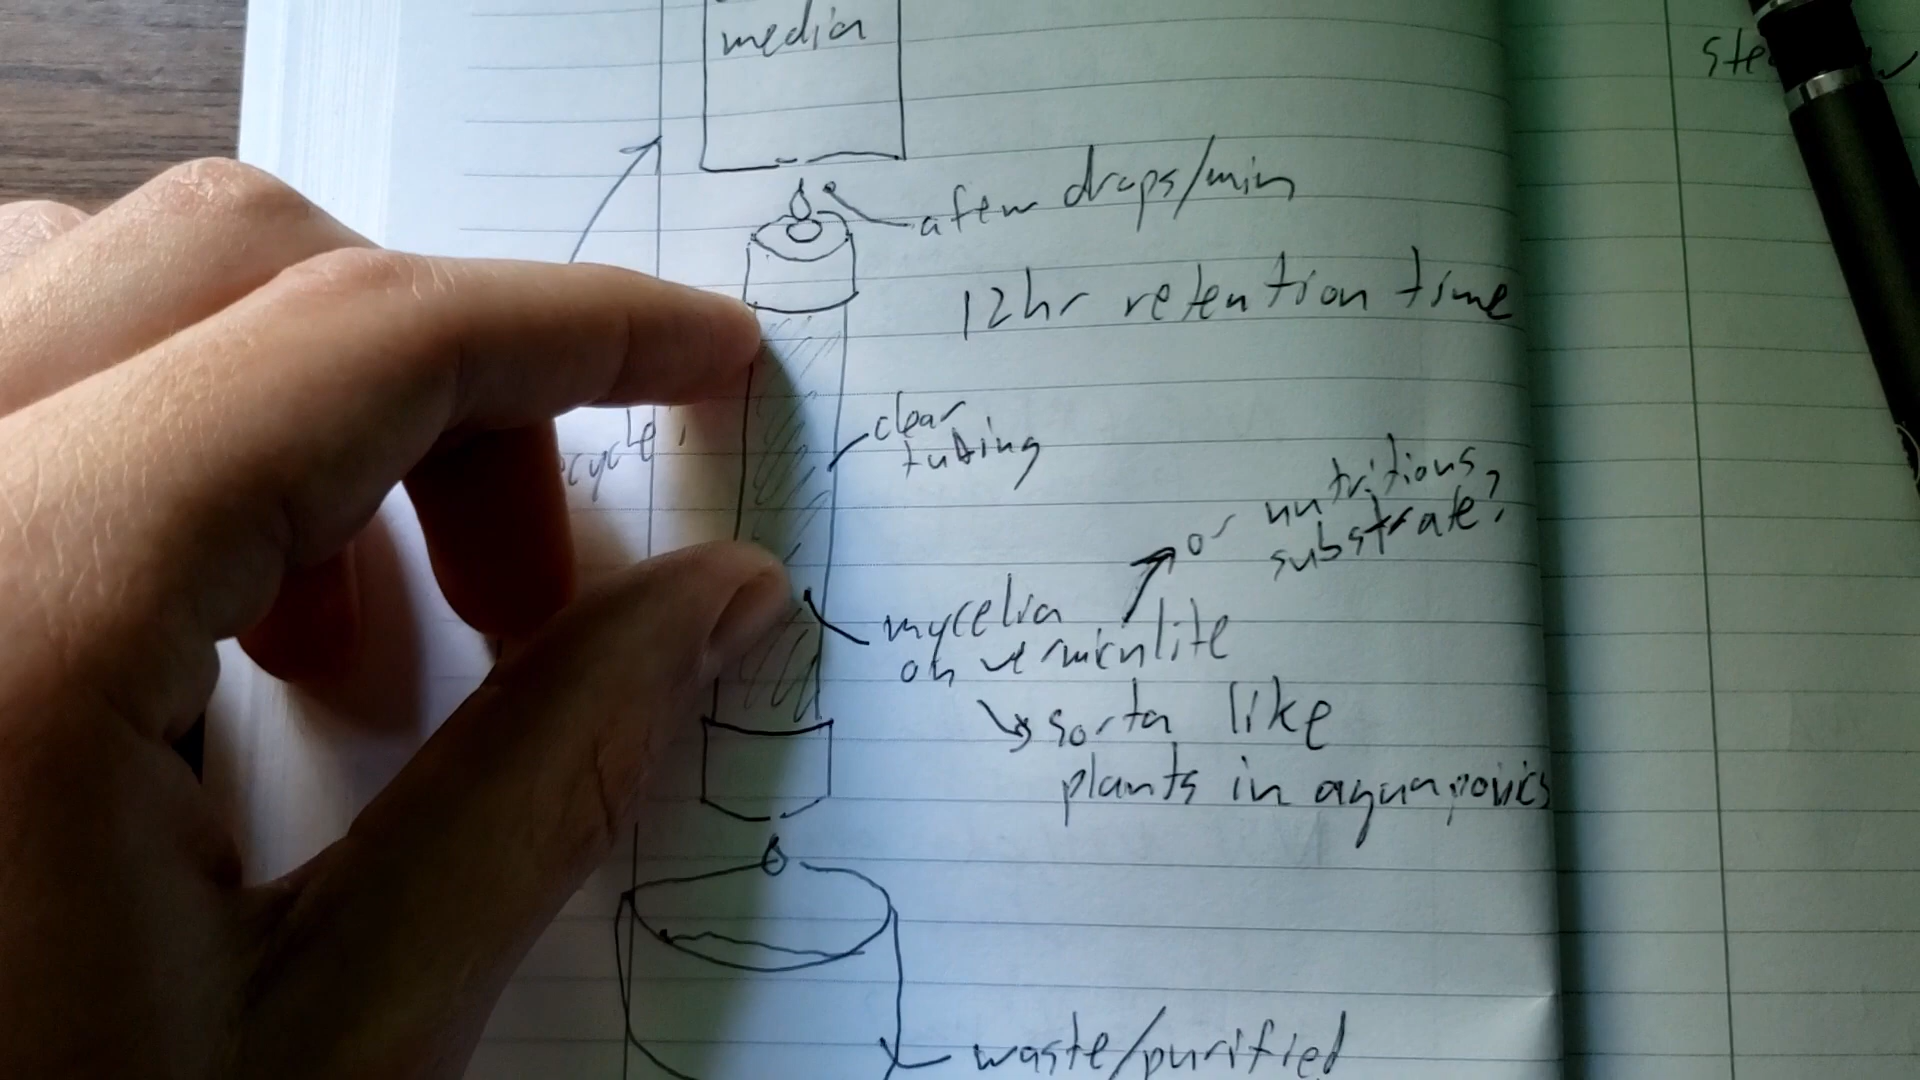 media
a few drops/min
12hr retention time
clear
tubing
or nutritious
substrate?
mycelia
on vermiculite
sorta like
plants in aquaponics
waste/purified